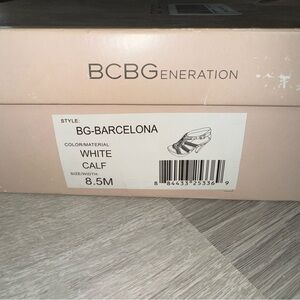 BCBGENERATION
STYLE:
BG-BARCELONA
COLOR/MATERIAL
WHITE
CALF
SIZE/WIDTH
8.5M
8 84433 25336 9